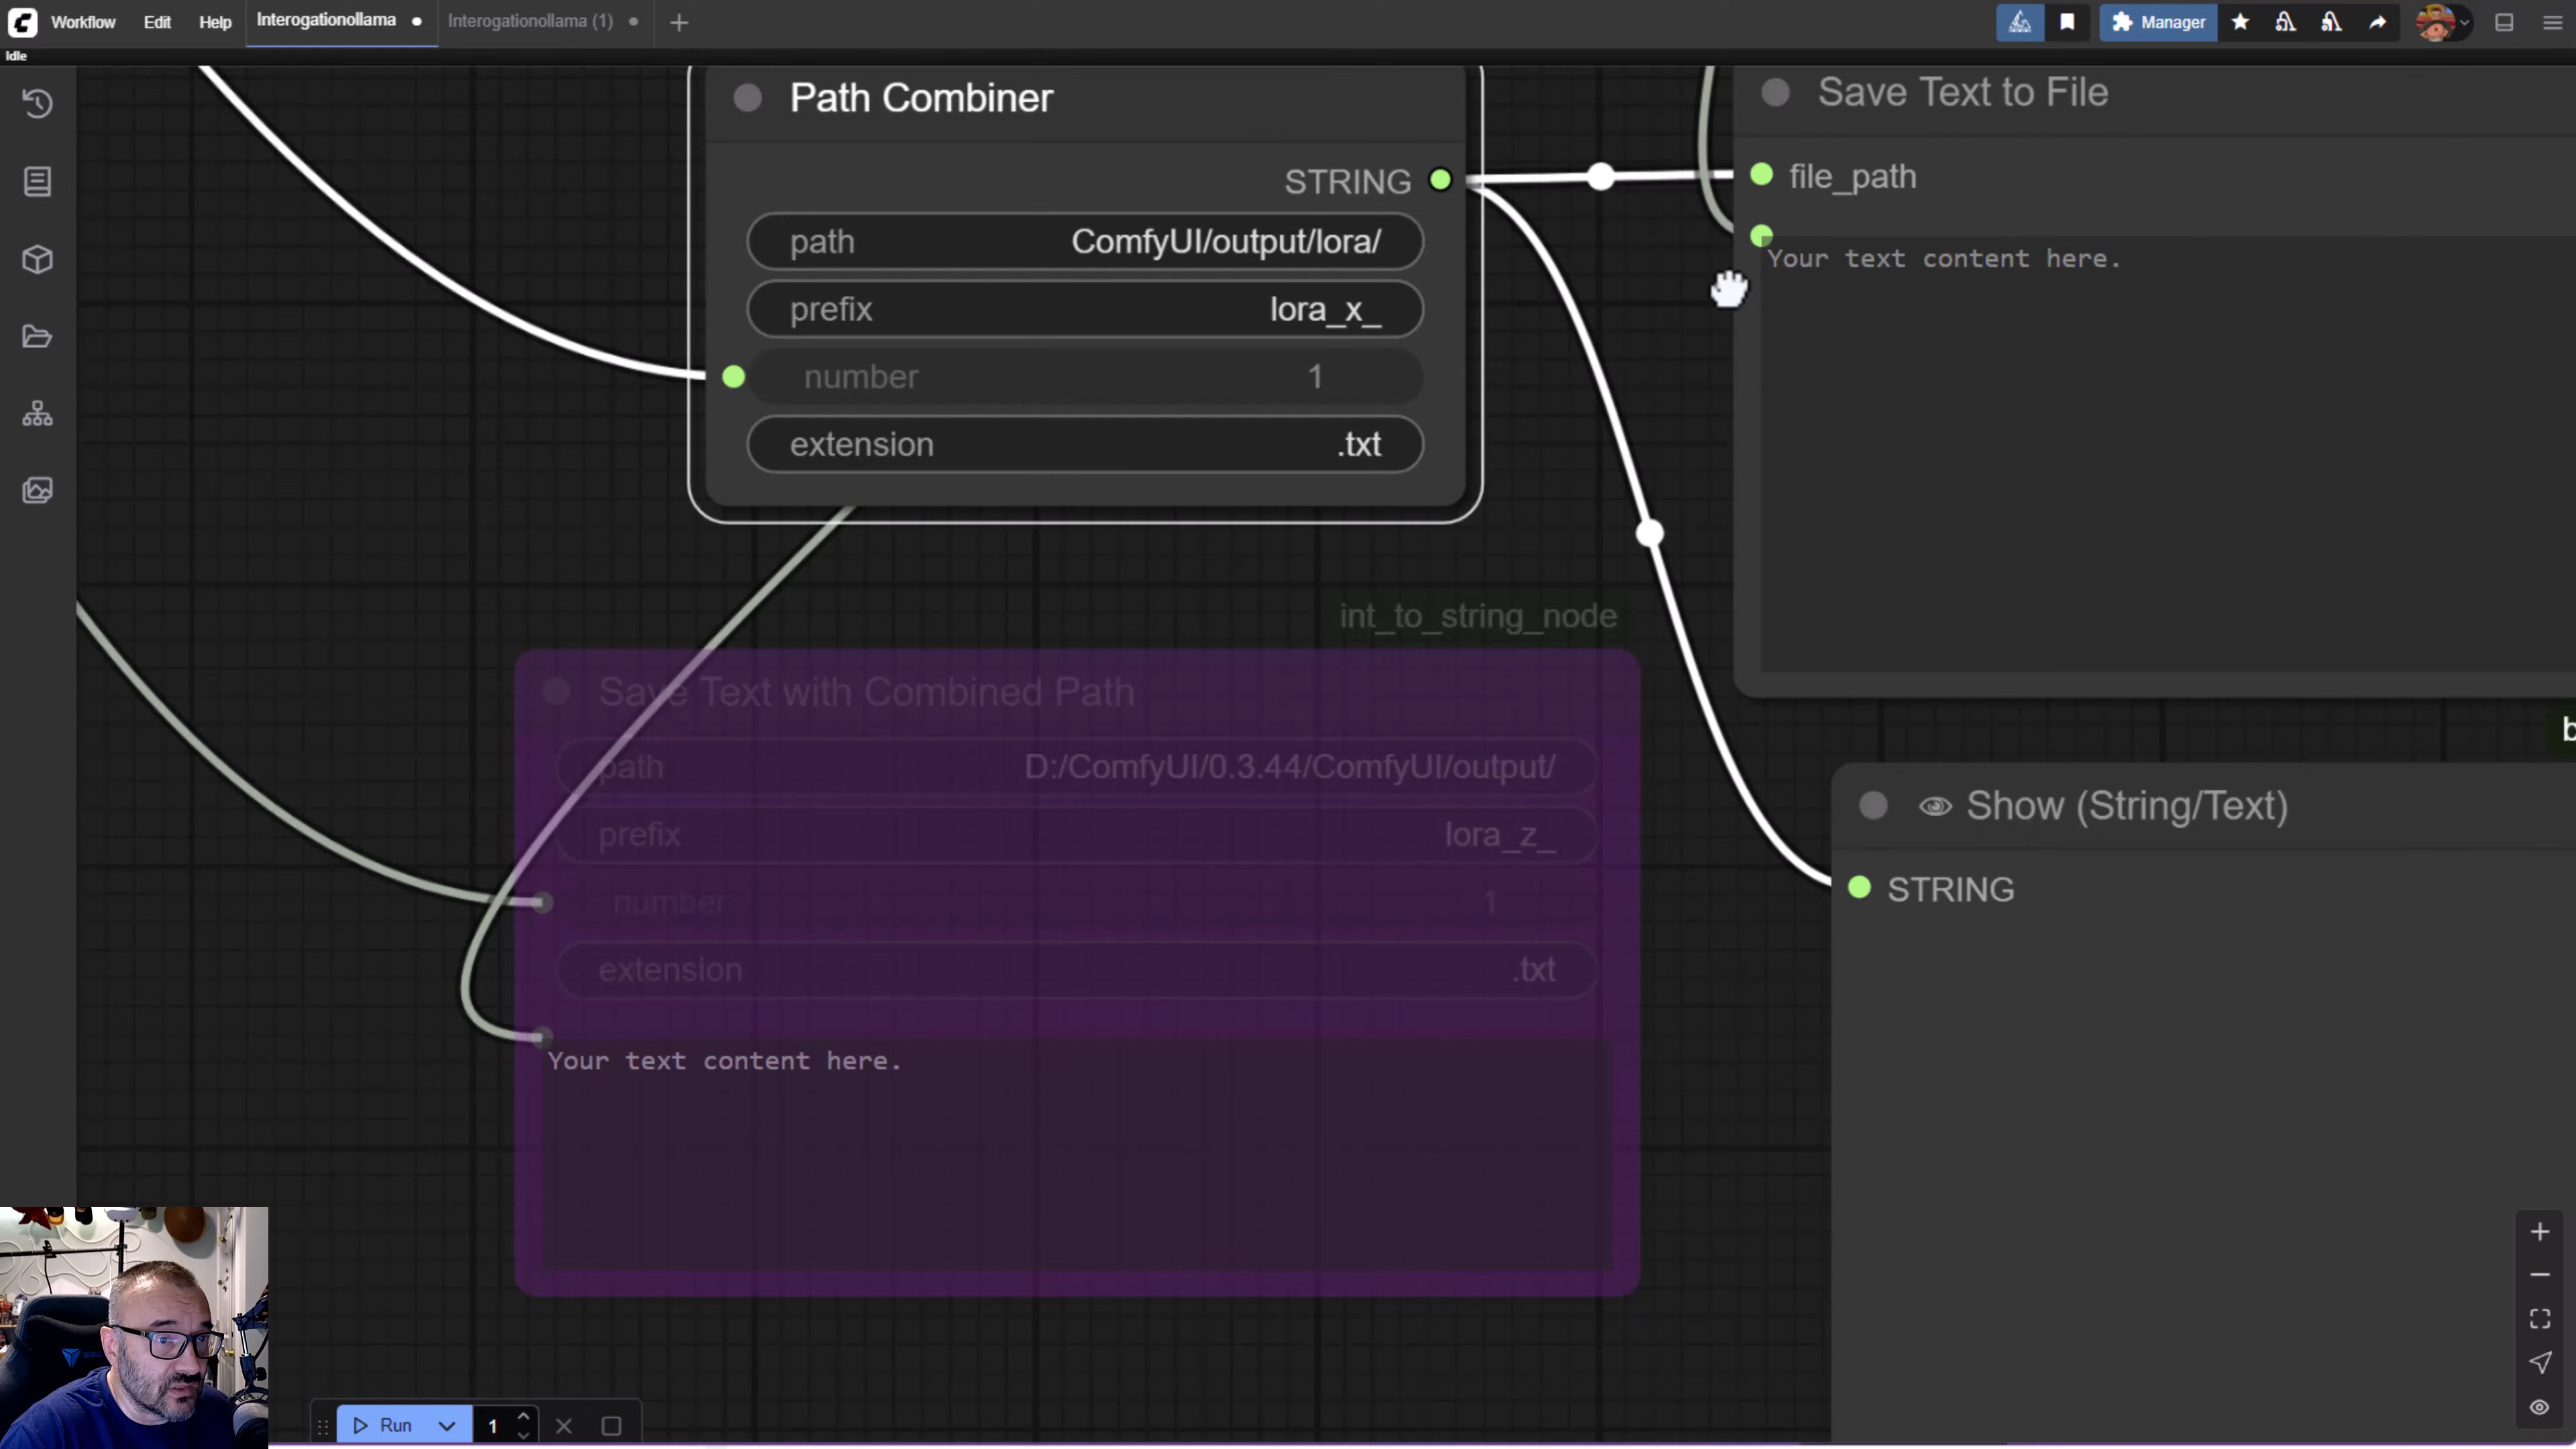 Workflow Edit Help Interogationollama Interogationollama (1) Manager
Idle
Path Combiner
STRING
path ComfyUI/output/lora/
prefix lora_x_
number 1
extension .txt
Save Text to File
file_path
Your text content here.
int_to_string_node
Save Text with Combined Path
path D:/ComfyUI/0.3.44/ComfyUI/output/
prefix lora_z_
number 1
extension .txt
Your text content here.
Show (String/Text)
STRING
Run 1